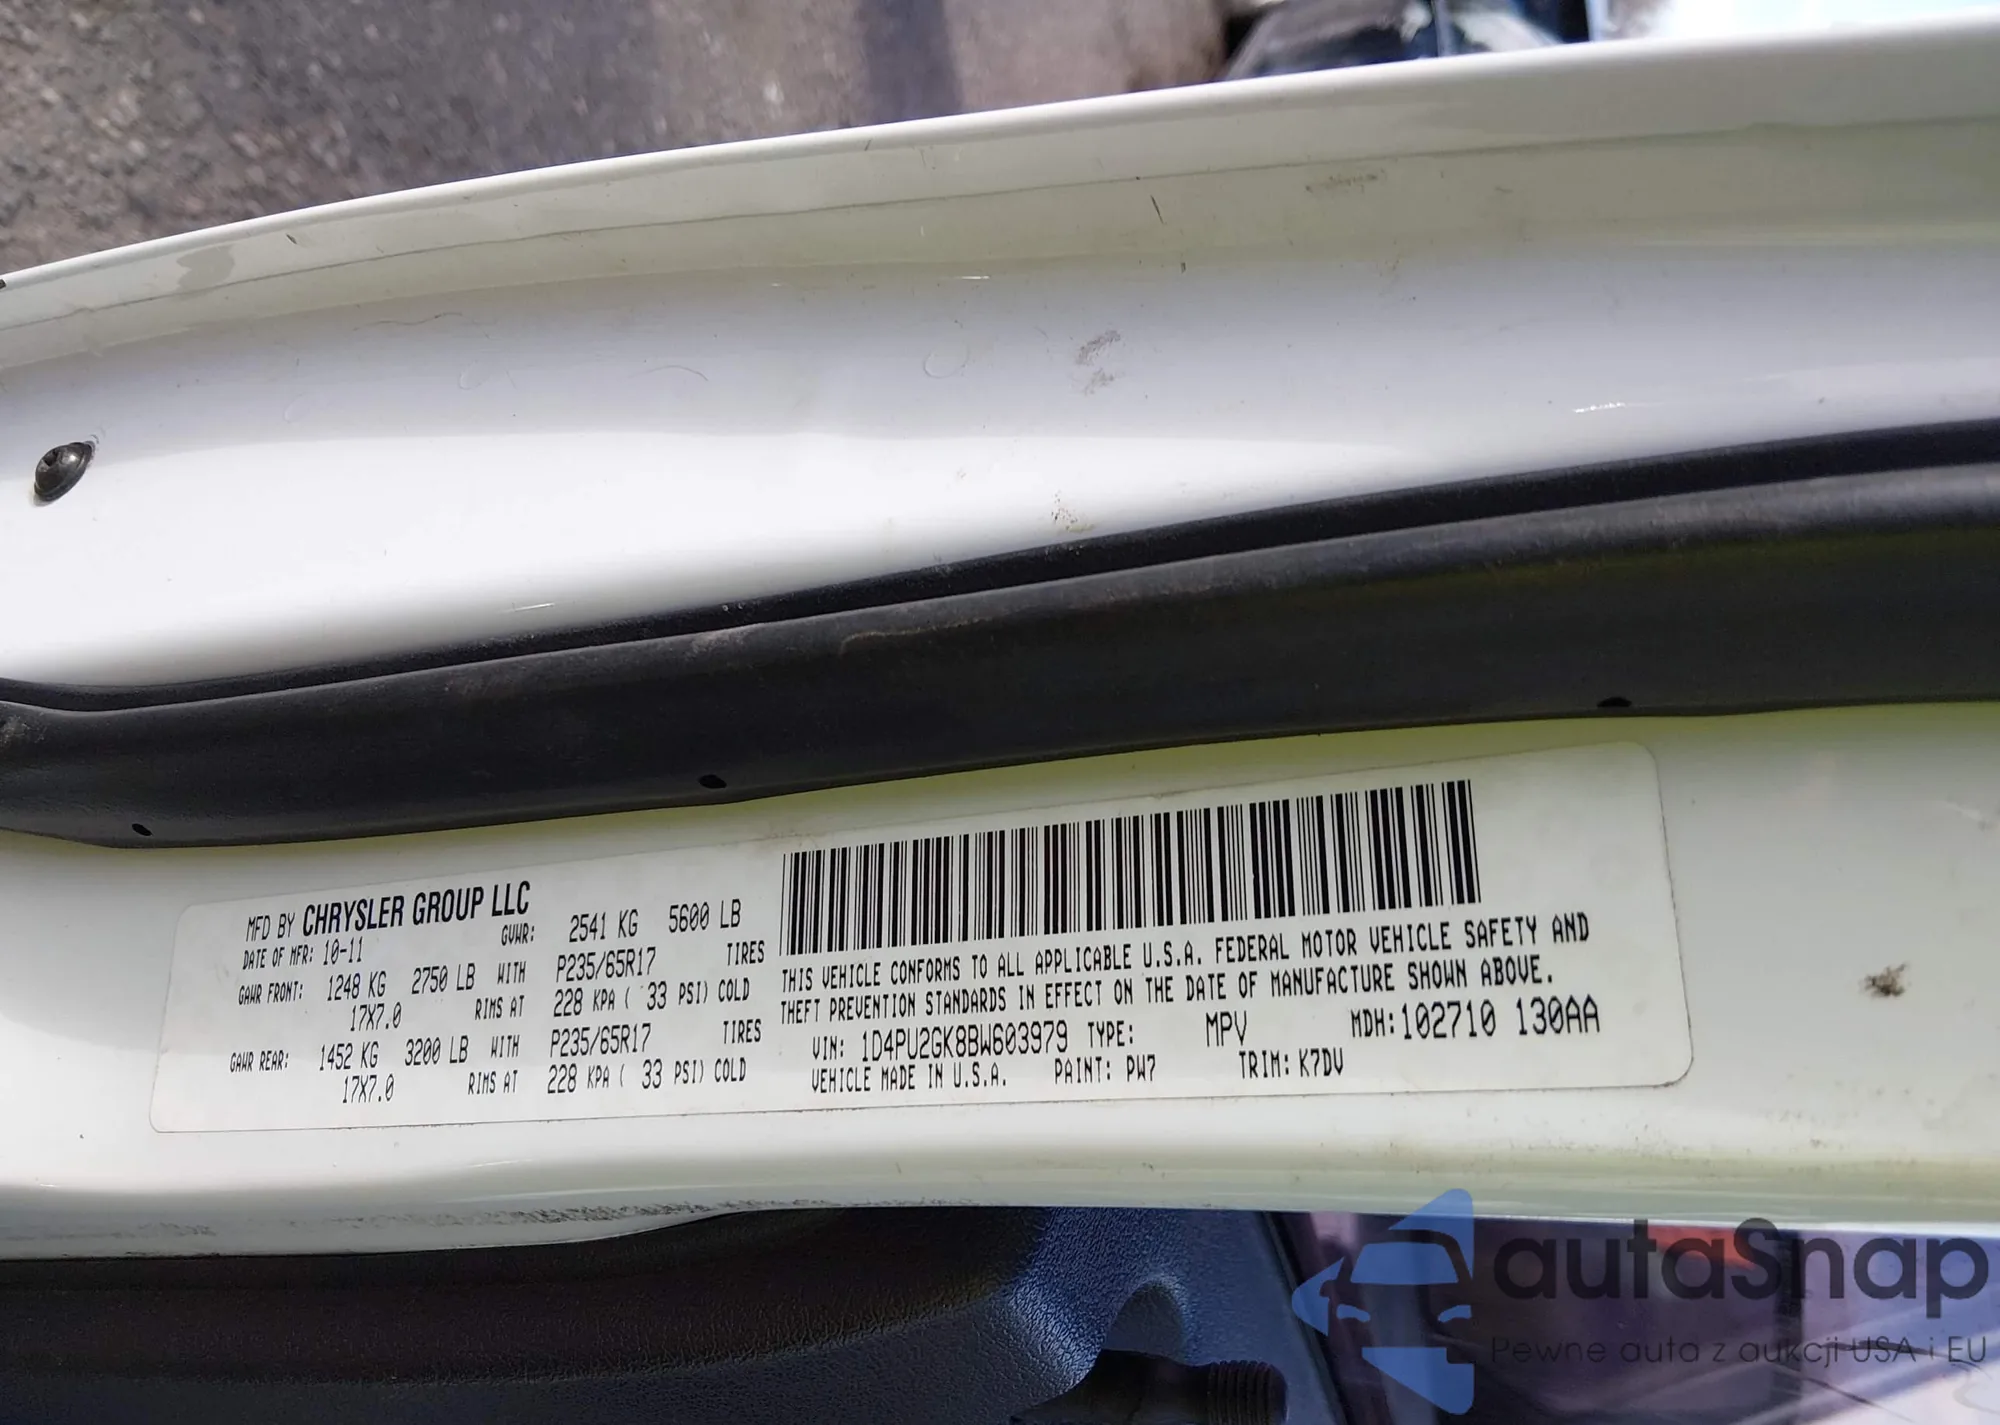 MFD BY CHRYSLER GROUP LLC
DATE OF MFR: 10-11 GVWR: 2541 KG 5600 LB
GAWR FRONT: 1248 KG 2750 LB WITH P235/65R17 TIRES
17X7.0 RIMS AT 228 KPA ( 33 PSI) COLD
GAWR REAR: 1452 KG 3200 LB WITH P235/65R17 TIRES
17X7.0 RIMS AT 228 KPA ( 33 PSI) COLD
THIS VEHICLE CONFORMS TO ALL APPLICABLE U.S.A. FEDERAL MOTOR VEHICLE SAFETY AND
THEFT PREVENTION STANDARDS IN EFFECT ON THE DATE OF MANUFACTURE SHOWN ABOVE.
VIN: 1D4PU2GK8BW603979 TYPE: MPV MDH:102710 130AA
VEHICLE MADE IN U.S.A. PAINT: PW7 TRIM: K7DV
autaSnap
Pewne auta z aukcji USA i EU